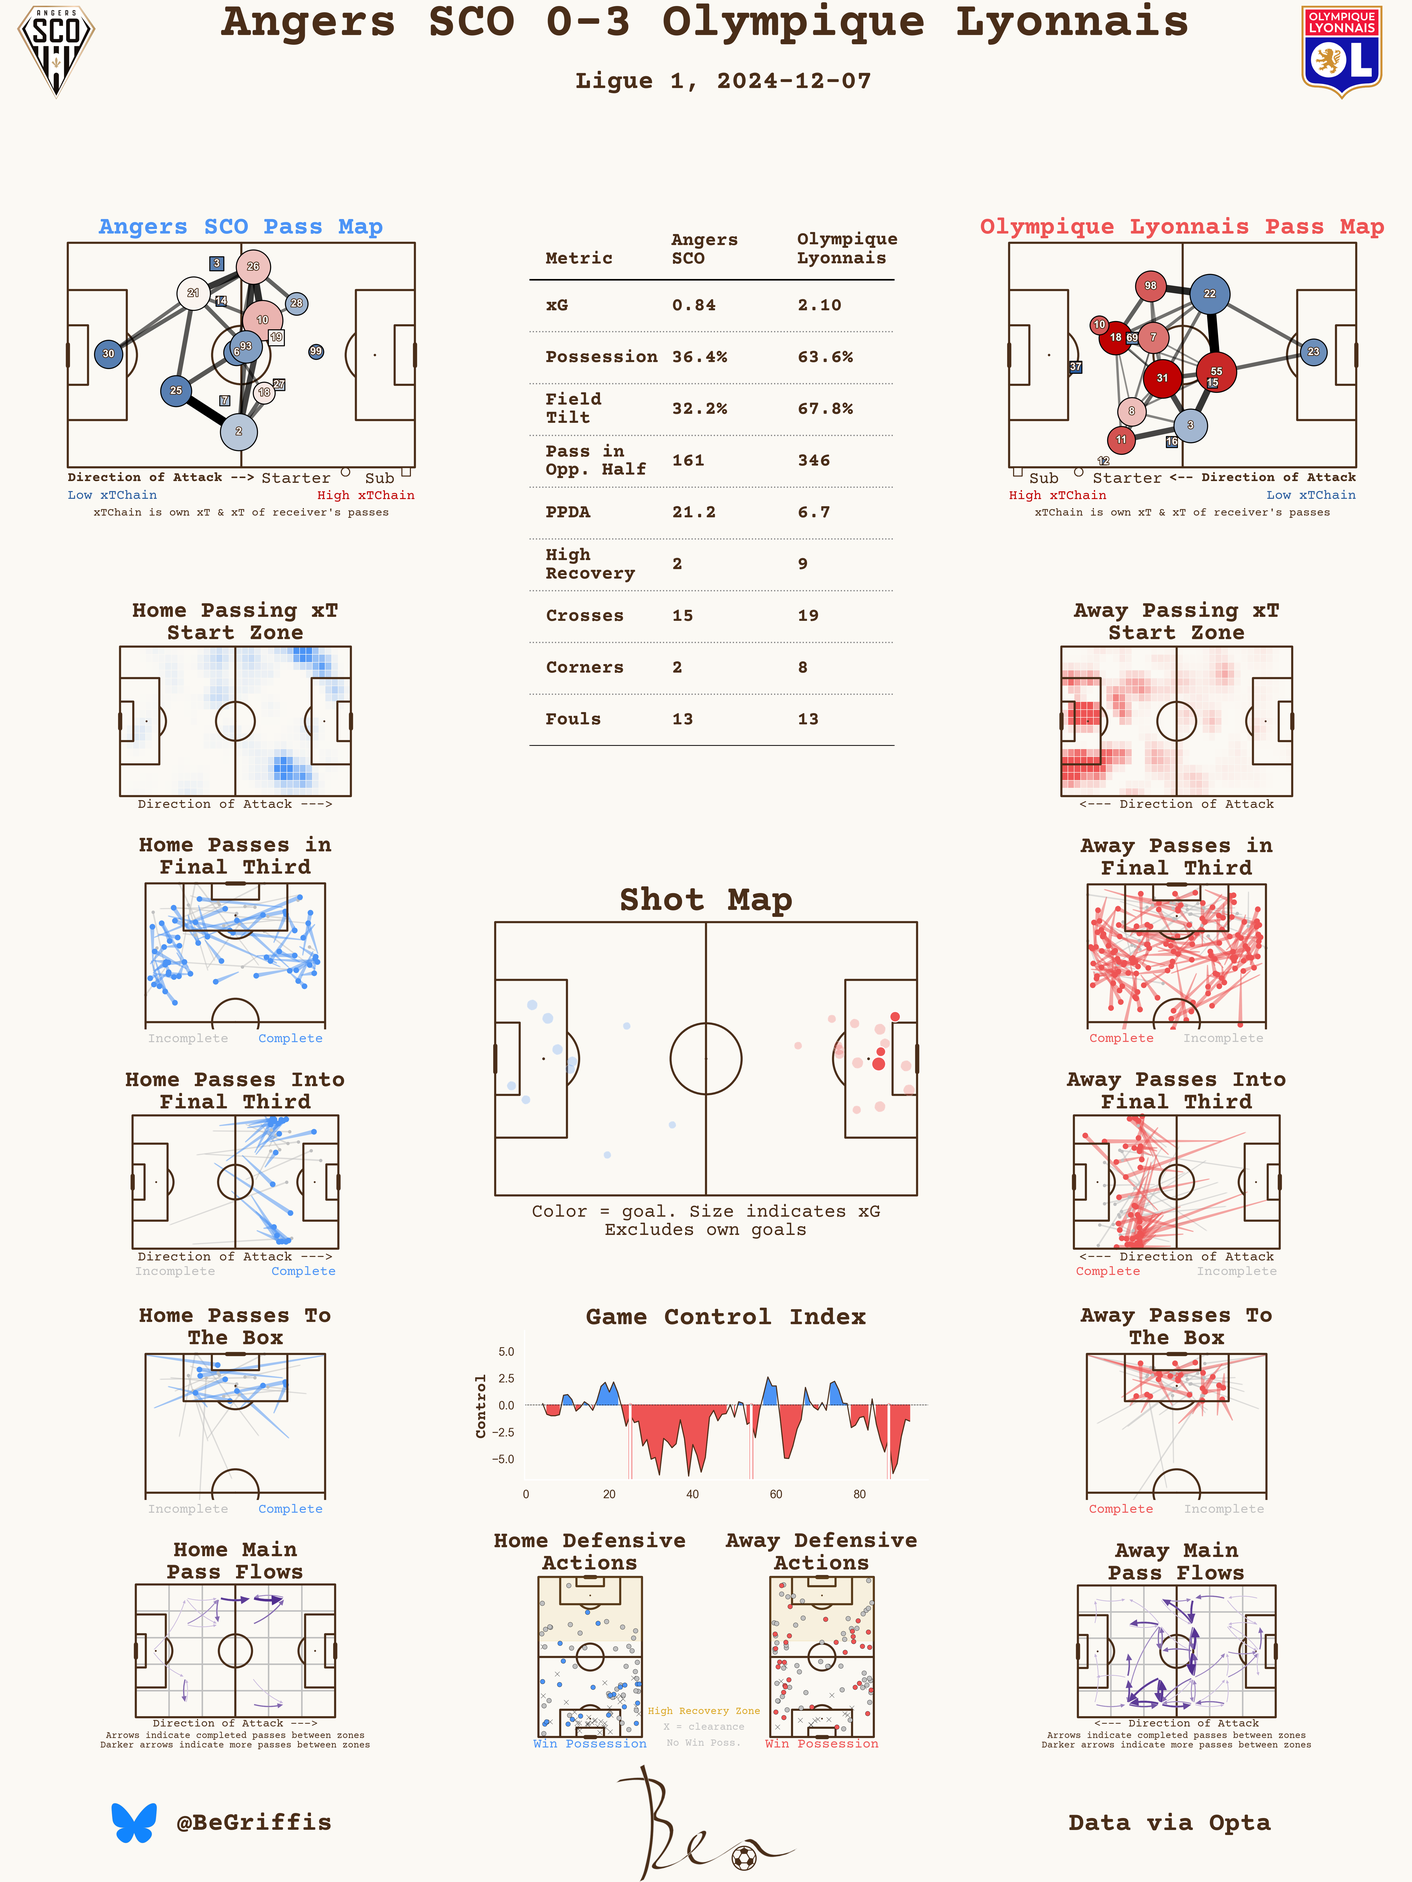 Angers SCO 0-3 Olympique Lyonnais
Ligue 1, 2024-12-07
ANGERS
SCO
OLYMPIQUE
LYONNAIS
OL
Angers SCO Pass Map
3
26
21
14
28
10
19
6
93
99
30
25
27
18
7
2
Direction of Attack --> Starter Sub
Low xTChain High xTChain
xTChain is own xT & xT of receiver's passes
Metric Angers SCO Olympique Lyonnais
xG 0.84 2.10
Possession 36.4% 63.6%
Field Tilt 32.2% 67.8%
Pass in Opp. Half 161 346
PPDA 21.2 6.7
High Recovery 2 9
Crosses 15 19
Corners 2 8
Fouls 13 13
Olympique Lyonnais Pass Map
98
22
10
18
69
7
23
37
31
55
15
8
3
11
16
12
Sub Starter <-- Direction of Attack
High xTChain Low xTChain
xTChain is own xT & xT of receiver's passes
Home Passing xT
Start Zone
Direction of Attack --->
Away Passing xT
Start Zone
<--- Direction of Attack
Home Passes in
Final Third
Incomplete Complete
Away Passes in
Final Third
Complete Incomplete
Shot Map
Color = goal. Size indicates xG
Excludes own goals
Home Passes Into
Final Third
Direction of Attack --->
Incomplete Complete
Away Passes Into
Final Third
<--- Direction of Attack
Complete Incomplete
Home Passes To
The Box
Incomplete Complete
Game Control Index
Control
5.0
2.5
0.0
−2.5
−5.0
0 20 40 60 80
Away Passes To
The Box
Complete Incomplete
Home Main
Pass Flows
Direction of Attack --->
Arrows indicate completed passes between zones
Darker arrows indicate more passes between zones
Home Defensive
Actions
Win Possession
Away Defensive
Actions
Win Possession
High Recovery Zone
X = clearance
No Win Poss.
Away Main
Pass Flows
<--- Direction of Attack
Arrows indicate completed passes between zones
Darker arrows indicate more passes between zones
@BeGriffis
Ben
Data via Opta